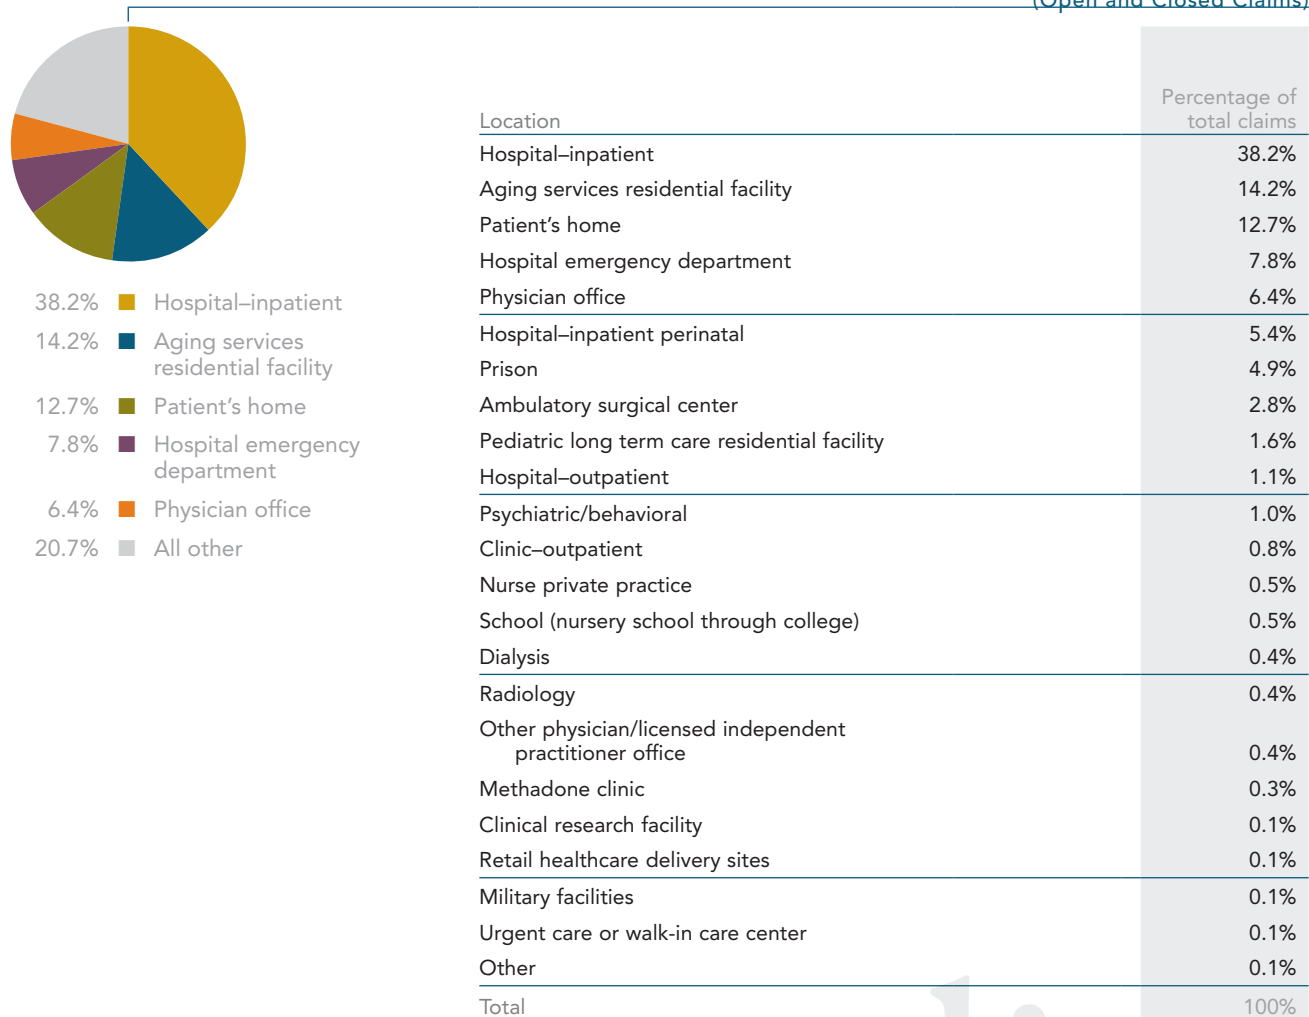 (Open and Closed Claims)
38.2% Hospital–inpatient
14.2% Aging services
residential facility
12.7% Patient’s home
7.8% Hospital emergency
department
6.4% Physician office
20.7% All other
Percentage of
Location total claims
Hospital–inpatient 38.2%
Aging services residential facility 14.2%
Patient’s home 12.7%
Hospital emergency department 7.8%
Physician office 6.4%
Hospital–inpatient perinatal 5.4%
Prison 4.9%
Ambulatory surgical center 2.8%
Pediatric long term care residential facility 1.6%
Hospital–outpatient 1.1%
Psychiatric/behavioral 1.0%
Clinic–outpatient 0.8%
Nurse private practice 0.5%
School (nursery school through college) 0.5%
Dialysis 0.4%
Radiology 0.4%
Other physician/licensed independent
practitioner office 0.4%
Methadone clinic 0.3%
Clinical research facility 0.1%
Retail healthcare delivery sites 0.1%
Military facilities 0.1%
Urgent care or walk-in care center 0.1%
Other 0.1%
Total 100%